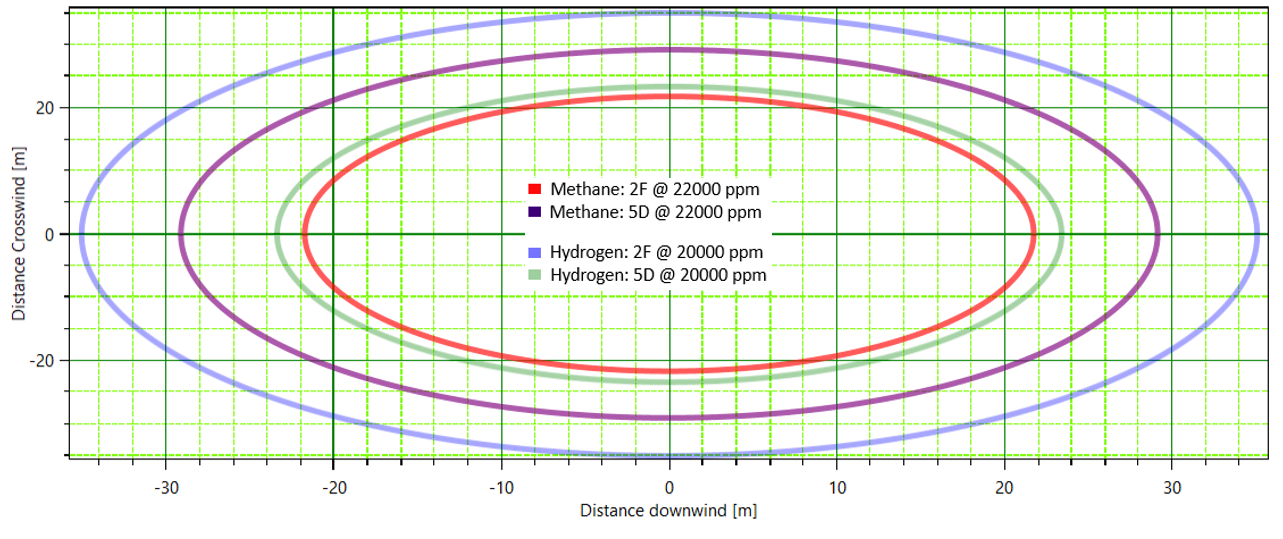 20
0
-20
Distance Crosswind [m]
Methane: 2F @ 22000 ppm
Methane: 5D @ 22000 ppm
Hydrogen: 2F @ 20000 ppm
Hydrogen: 5D @ 20000 ppm
-30 -20 -10 0 10 20 30
Distance downwind [m]